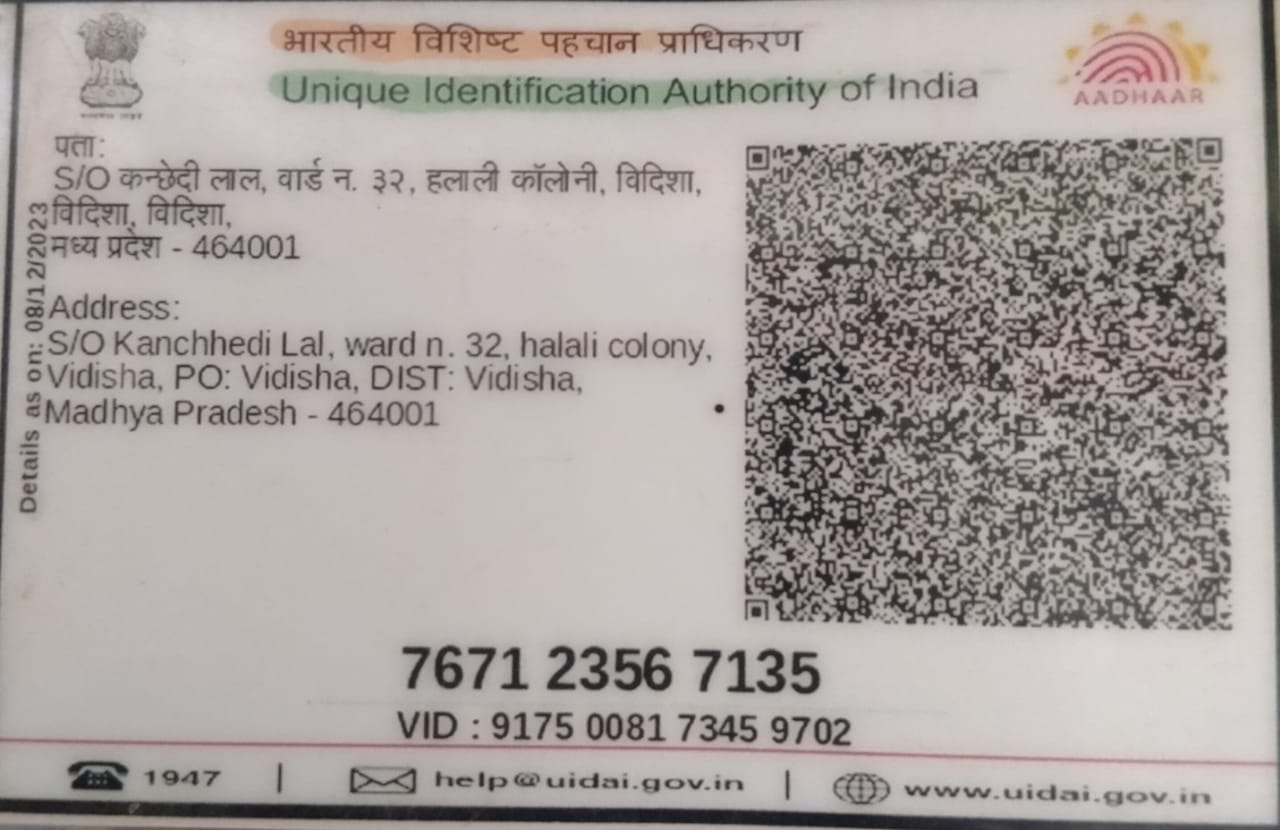 भारतीय विशिष्ट पहचान प्राधिकरण
Unique Identification Authority of India
AADHAAR
पता:
S/O कन्छेदी लाल, वार्ड न. ३२, हलाली कॉलोनी, विदिशा,
विदिशा, विदिशा,
मध्य प्रदेश - 464001
Address:
S/O Kanchhedi Lal, ward n. 32, halali colony,
Vidisha, PO: Vidisha, DIST: Vidisha,
Madhya Pradesh - 464001
Details as on: 08/12/2023
7671 2356 7135
VID : 9175 0081 7345 9702
1947 | help@uidai.gov.in | www.uidai.gov.in